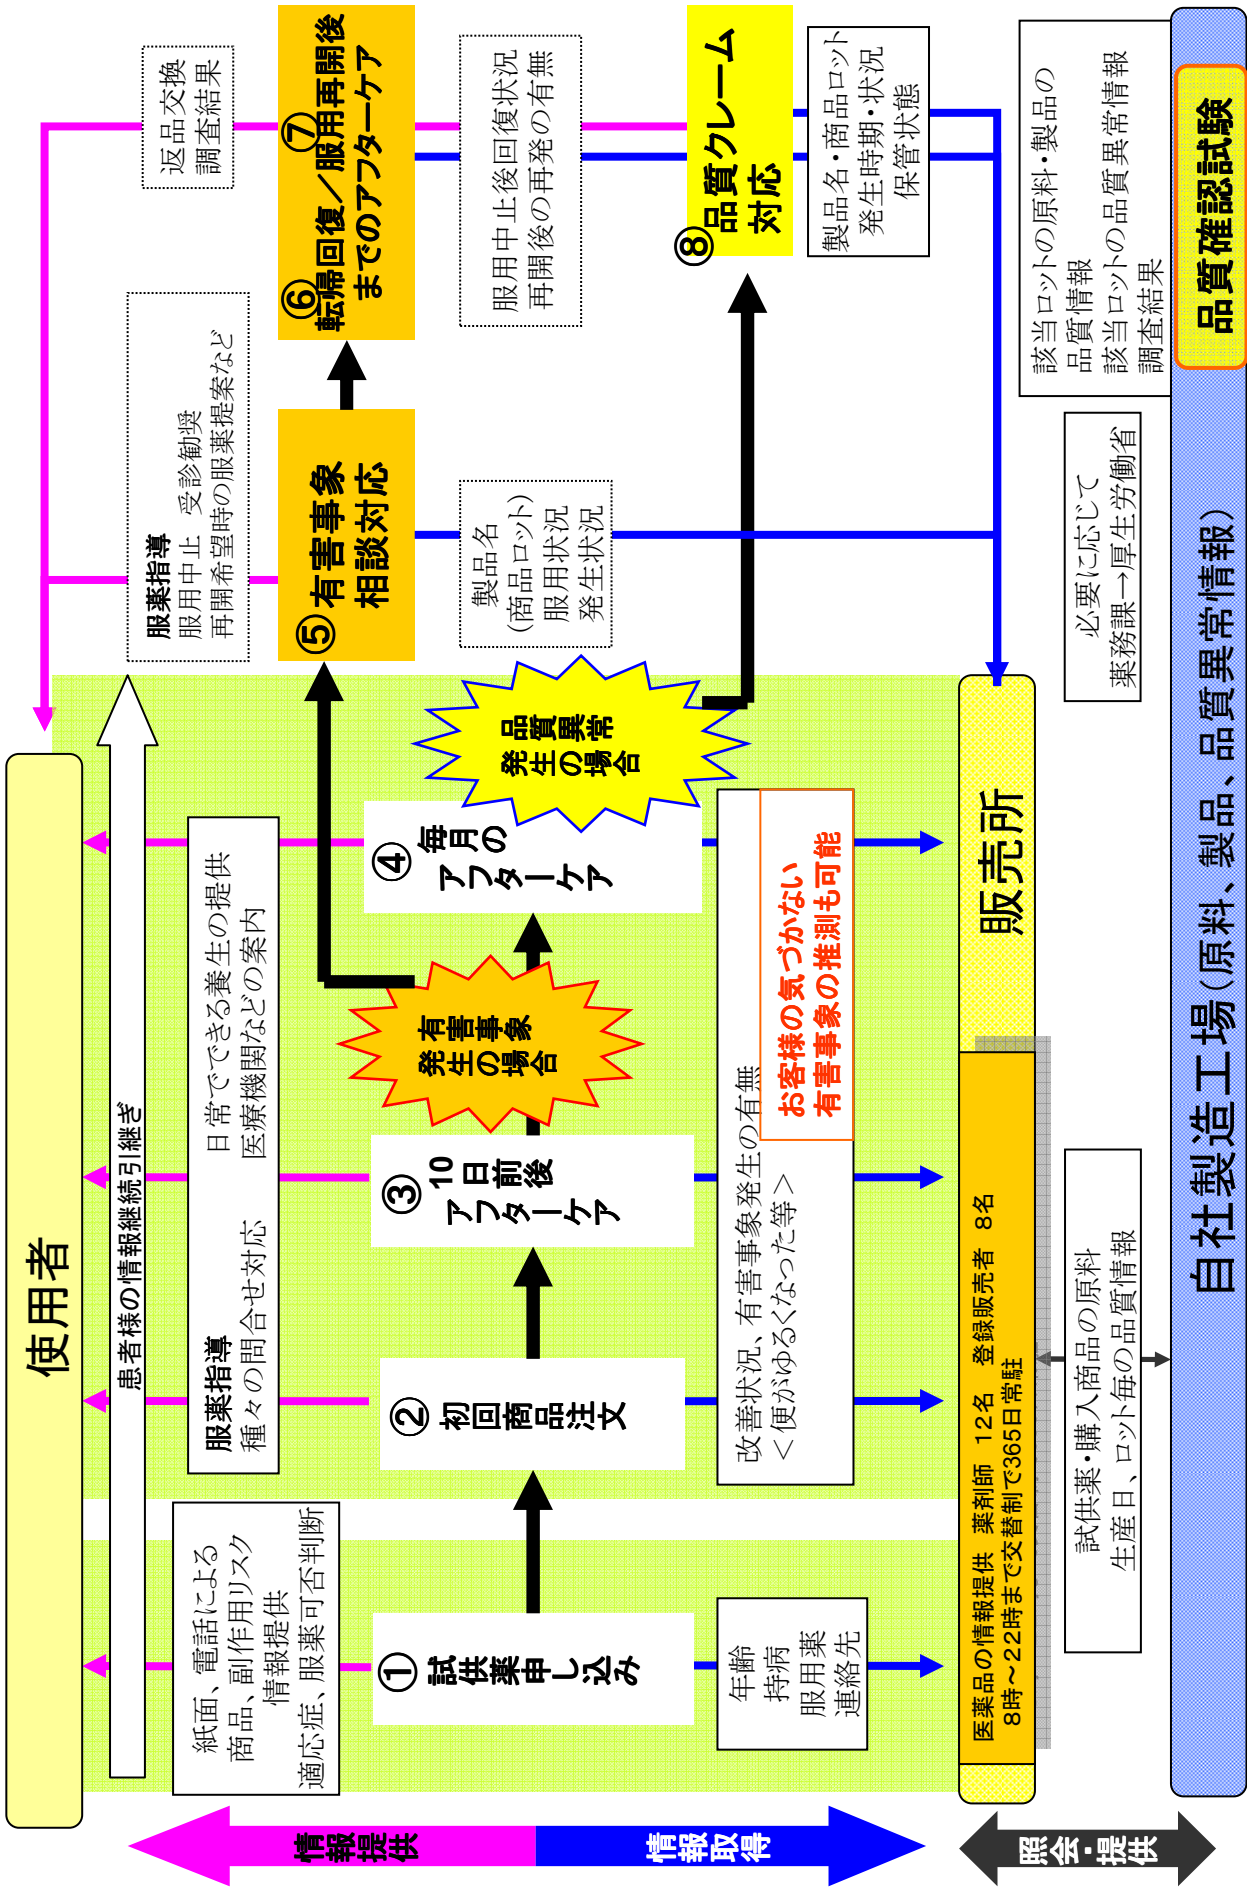 使用者
患者様の情報継続引継ぎ
紙面、電話による
商品、副作用リスク
情報提供
適応症、服薬可否判断
服薬指導
種々の問合せ対応
日常でできる養生の提供
医療機関などの案内
服薬指導
服用中止 受診勧奨
再開希望時の服薬提案など
返品交換
調査結果
①
試供薬申し込み
②
初回商品注文
③
10日前後
アフターケア
有害事象
発生の場合
④
毎月の
アフターケア
品質異常
発生の場合
⑤
有害事象
相談対応
⑥
⑦
転帰回復／服用再開後
までのアフターケア
⑧
品質クレーム
対応
年齢
持病
服用薬
連絡先
改善状況、有害事象発生の有無
＜便がゆるくなった等＞
お客様の気づかない
有害事象の推測も可能
製品名
(商品ロット)
服用状況
発生状況
服用中止後回復状況
再開後の再発の有無
製品名・商品ロット
発生時期・状況
保管状態
販売所
医薬品の情報提供 薬剤師 12名 登録販売者 8名
8時～22時まで交替制で365日常駐
試供薬・購入商品の原料
生産日、ロット毎の品質情報
必要に応じて
薬務課→厚生労働省
該当ロットの原料・製品の
品質情報
該当ロットの品質異常情報
調査結果
自社製造工場(原料、製品、品質異常情報)
品質確認試験
情報
提供
情報
取得
照会・提供